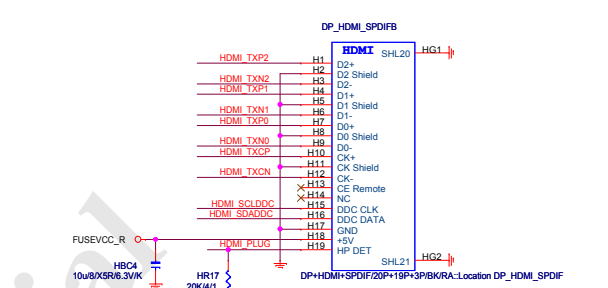 DP_HDMI_SPDIFB
HDMI
SHL20 HG1
HDMI_TXP2 H1 D2+
H2 D2 Shield
HDMI_TXN2 H3 D2-
HDMI_TXP1 H4 D1+
H5 D1 Shield
HDMI_TXN1 H6 D1-
HDMI_TXP0 H7 D0+
H8 D0 Shield
HDMI_TXN0 H9 D0-
HDMI_TXCP H10 CK+
H11 CK Shield
HDMI_TXCN H12 CK-
H13 CE Remote
H14 NC
HDMI_SCLDDC H15 DDC CLK
HDMI_SDADDC H16 DDC DATA
H17 GND
FUSEVCC_R H18 +5V
HDMI_PLUG H19 HP DET
SHL21 HG2
HBC4
10u/8/X5R/6.3V/K
HR17
20K/4/1
DP+HDMI+SPDIF/20P+19P+3P/BK/RA::Location DP_HDMI_SPDIF